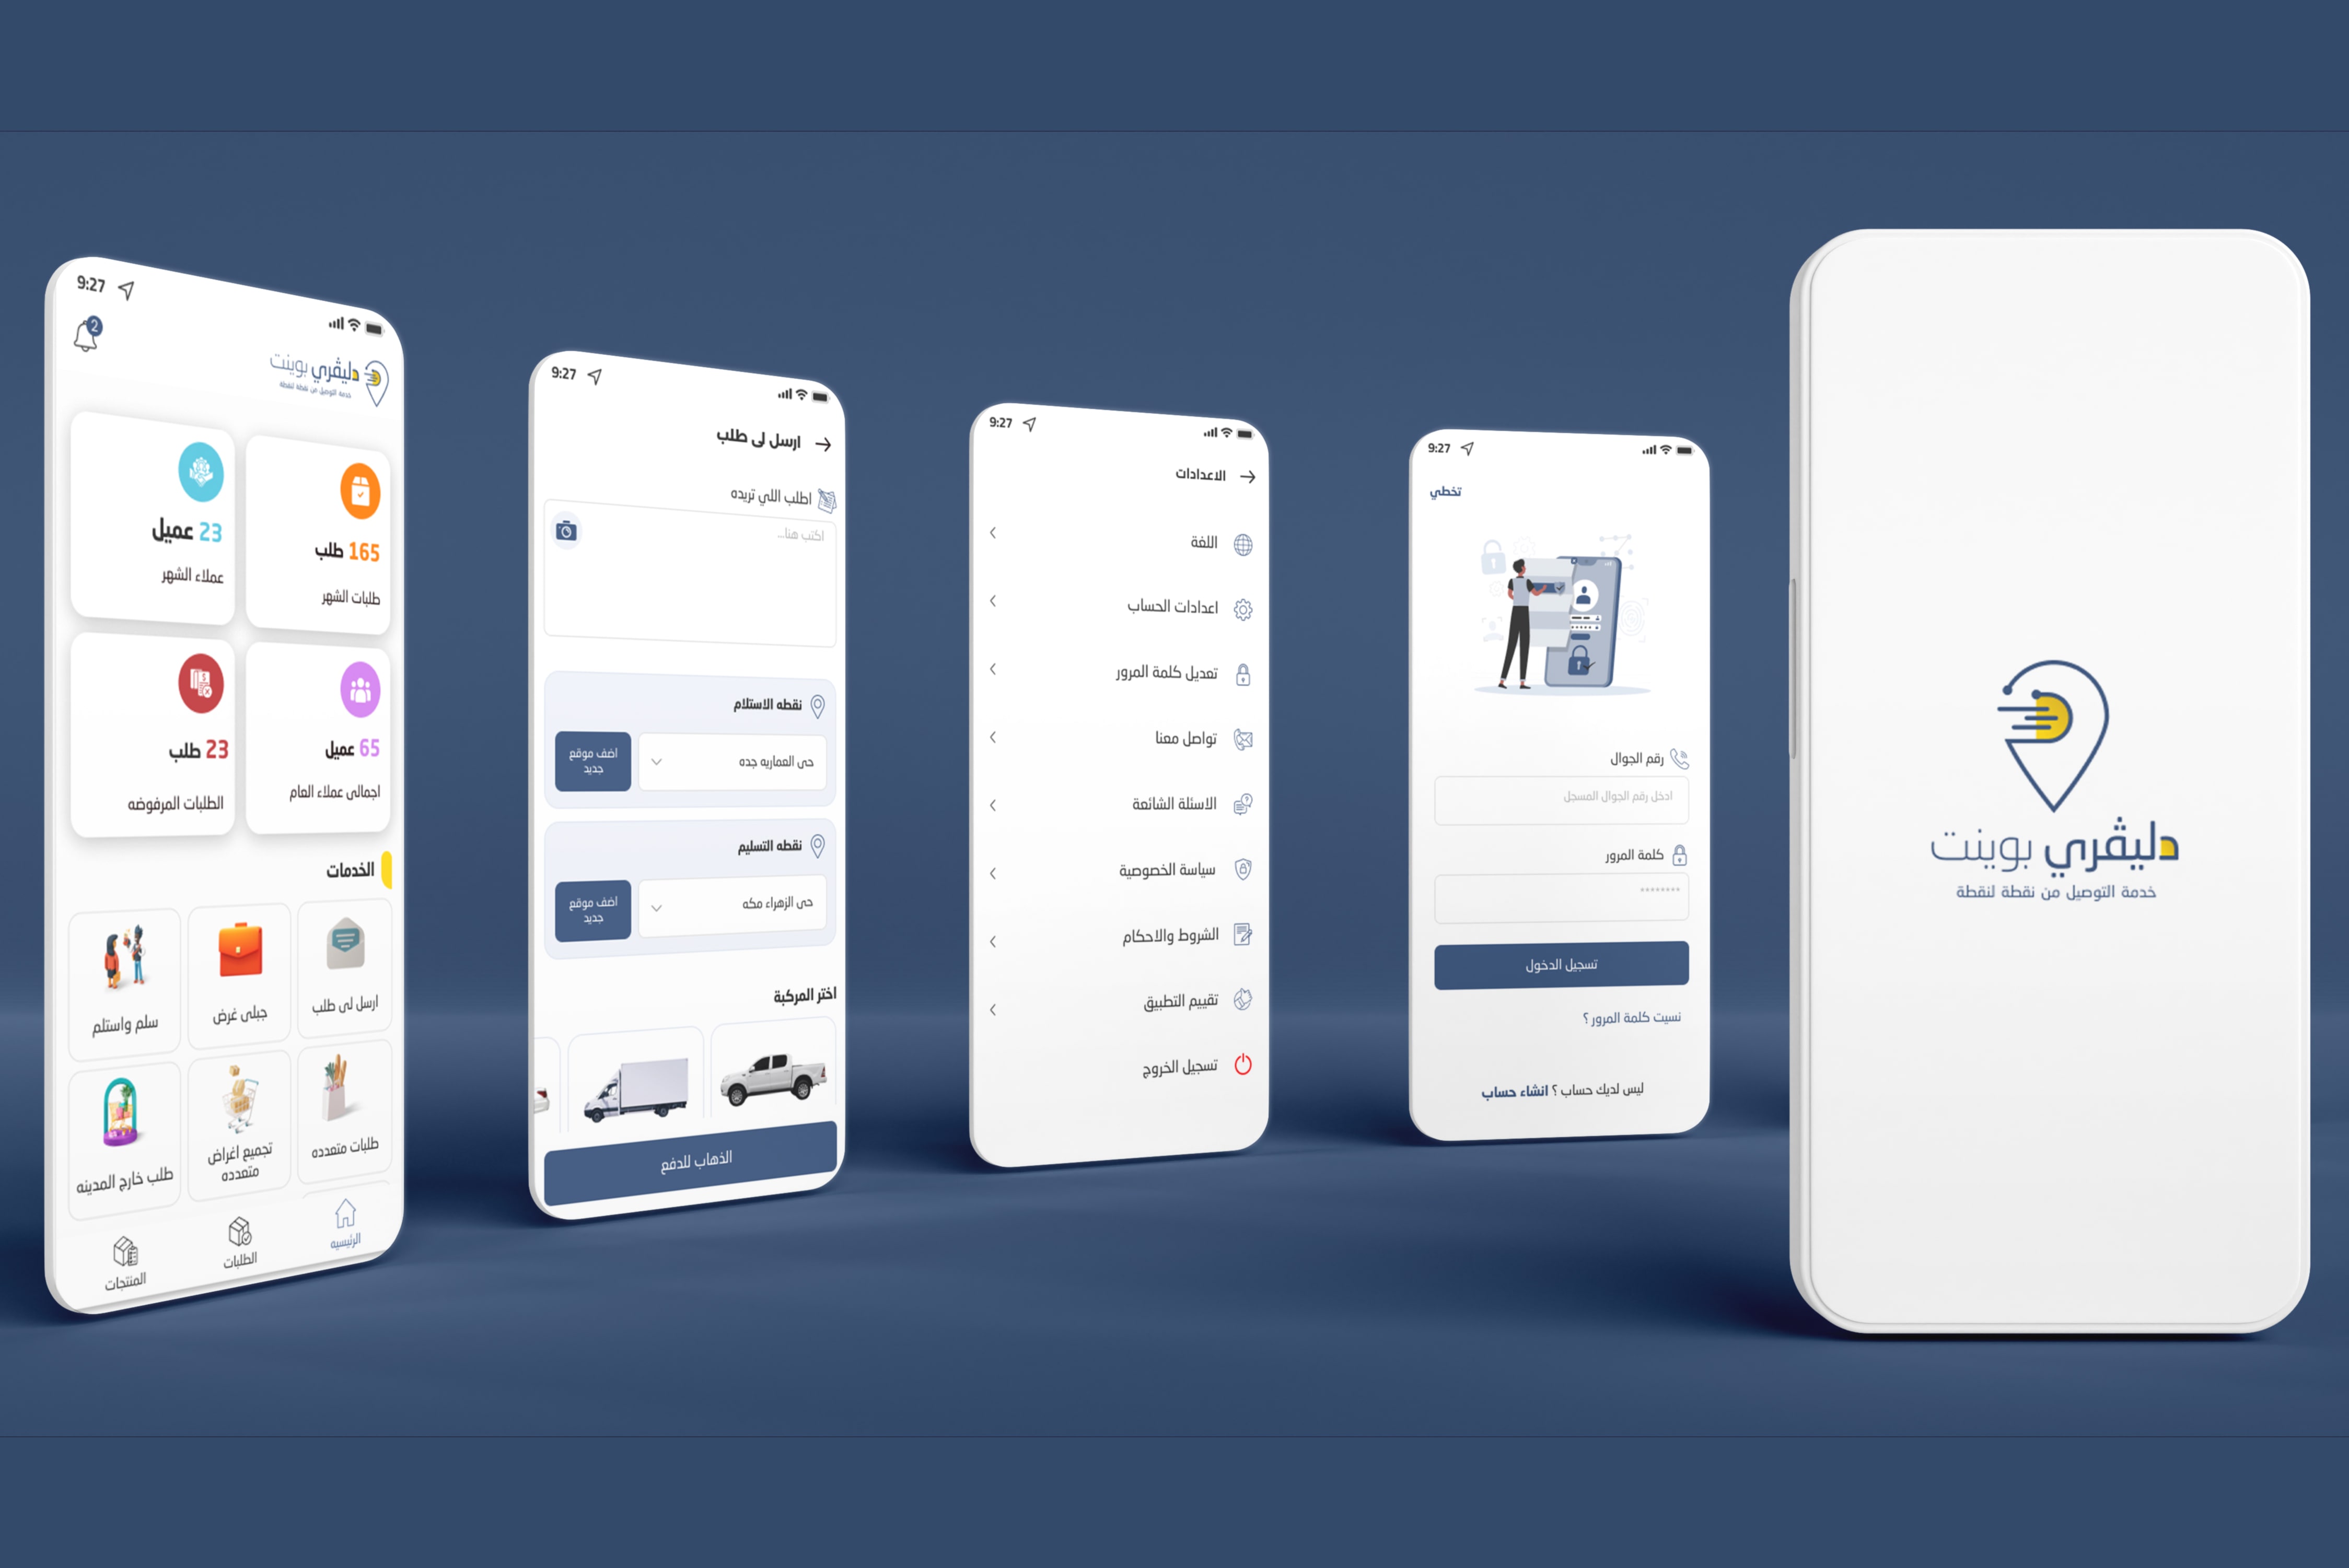 دليڤري بوينت
خدمة التوصيل من نقطة لنقطة
9:27
تخطي
رقم الجوال
ادخل رقم الجوال المسجل
كلمة المرور
********
تسجيل الدخول
نسيت كلمة المرور ؟
ليس لديك حساب ؟ انشاء حساب
9:27
الاعدادات
اللغة
اعدادات الحساب
تعديل كلمة المرور
تواصل معنا
الاسئلة الشائعة
سياسة الخصوصية
الشروط والاحكام
تقييم التطبيق
تسجيل الخروج
9:27
ارسل لى طلب
اطلب اللي تريده
اكتب هنا...
نقطه الاستلام
حى العماريه جده
اضف موقع
جديد
نقطه التسليم
حى الزهراء مكه
اضف موقع
جديد
اختر المركبة
الذهاب للدفع
9:27
2
دليڤري بوينت
خدمة التوصيل من نقطة لنقطة
165 طلب
طلبات الشهر
23 عميل
عملاء الشهر
65 عميل
اجمالى عملاء العام
23 طلب
الطلبات المرفوضه
الخدمات
ارسل لى طلب
جبلى غرض
سلم واستلم
طلبات متعدده
تجميع اغراض
متعدده
طلب خارج المدينه
الرئيسيه
الطلبات
المنتجات